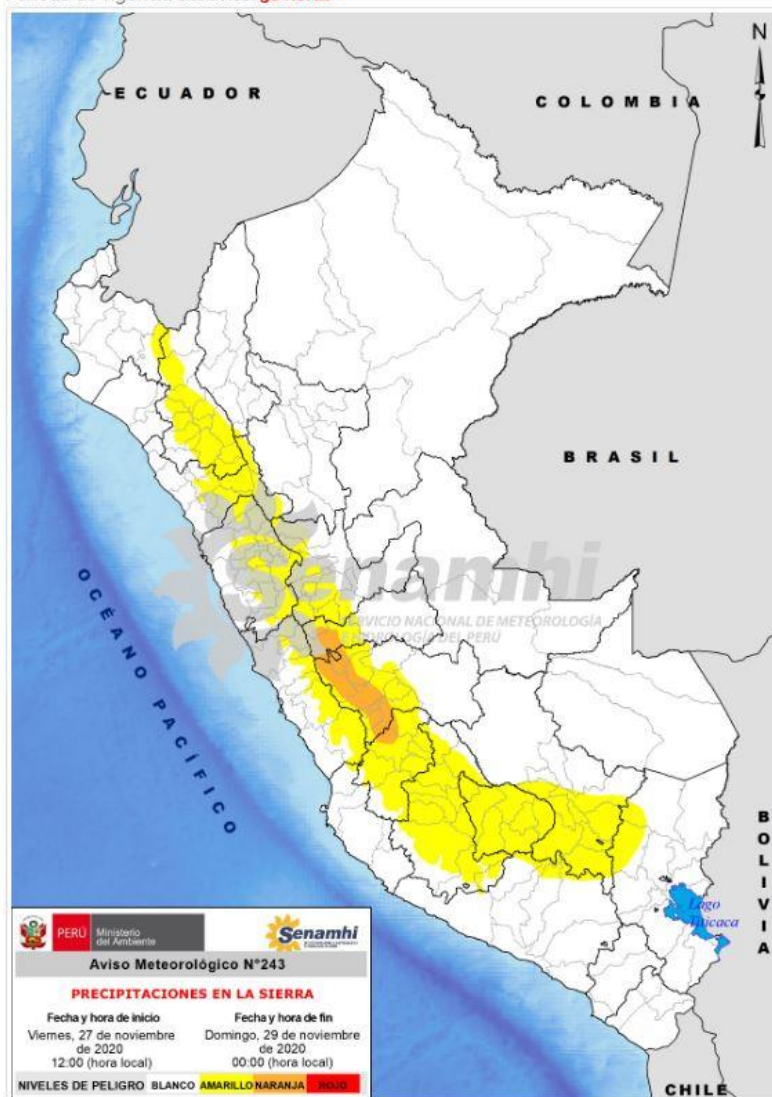 ECUADOR
COLOMBIA
N
BRASIL
Senamhi
SERVICIO NACIONAL DE METEOROLOGÍA
E HIDROLOGÍA DEL PERÚ
OCÉANO PACÍFICO
BOLIVIA
Lago
Titicaca
PERÚ
Ministerio
del Ambiente
Senamhi
Aviso Meteorológico N°243
PRECIPITACIONES EN LA SIERRA
Fecha y hora de inicio
Viernes, 27 de noviembre
de 2020
12:00 (hora local)
Fecha y hora de fin
Domingo, 29 de noviembre
de 2020
00:00 (hora local)
NIVELES DE PELIGRO BLANCO AMARILLO NARANJA ROJO
CHILE